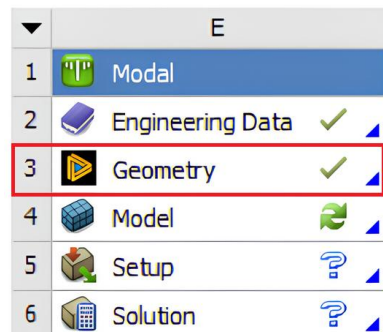 E
1 Modal
2 Engineering Data
3 Geometry
4 Model
5 Setup ?
6 Solution ?